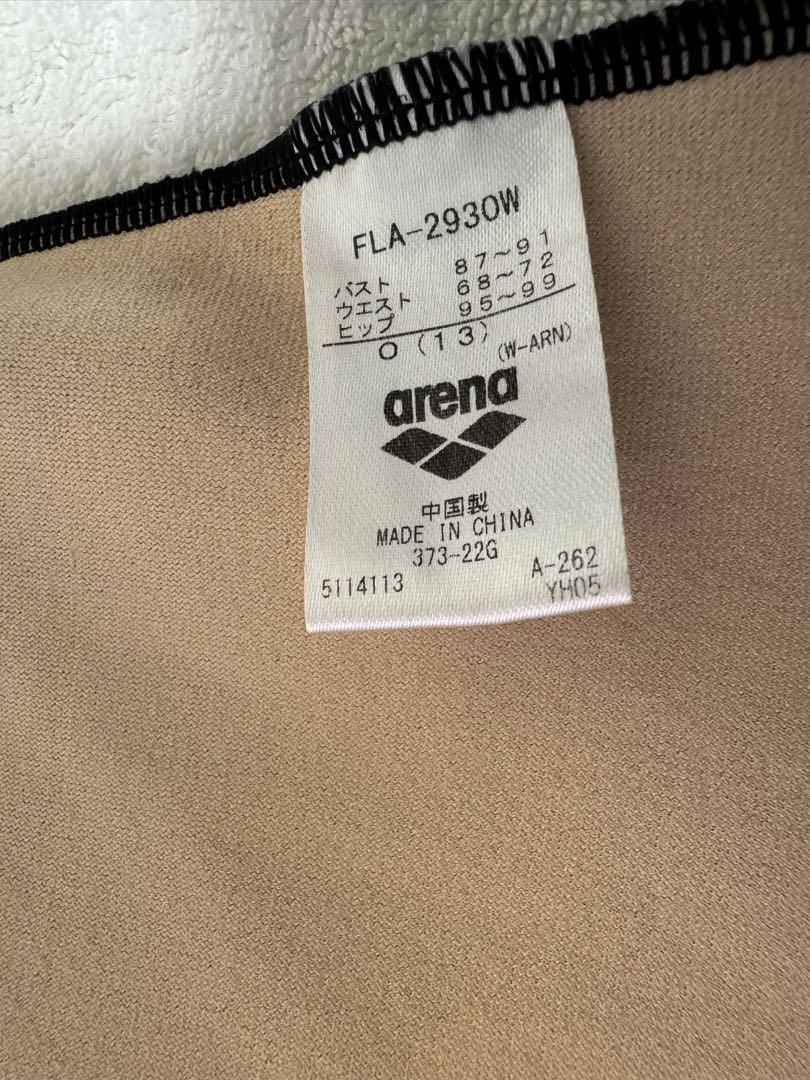 FLA-2930W
バスト 87~91
ウエスト 68~72
ヒップ 95~99
O(13)
(W-ARN)
arena
中国製
MADE IN CHINA
373-22G
5114113
A-262
YH05